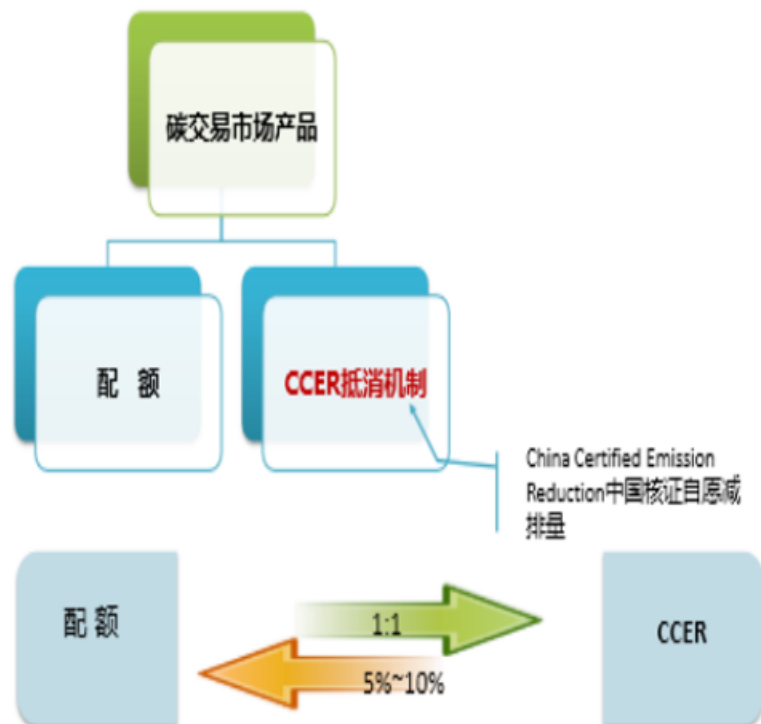 碳交易市场产品
配 额
CCER抵消机制
China Certified Emission
Reduction中国核证自愿减
排量
配 额
1:1
CCER
5%~10%